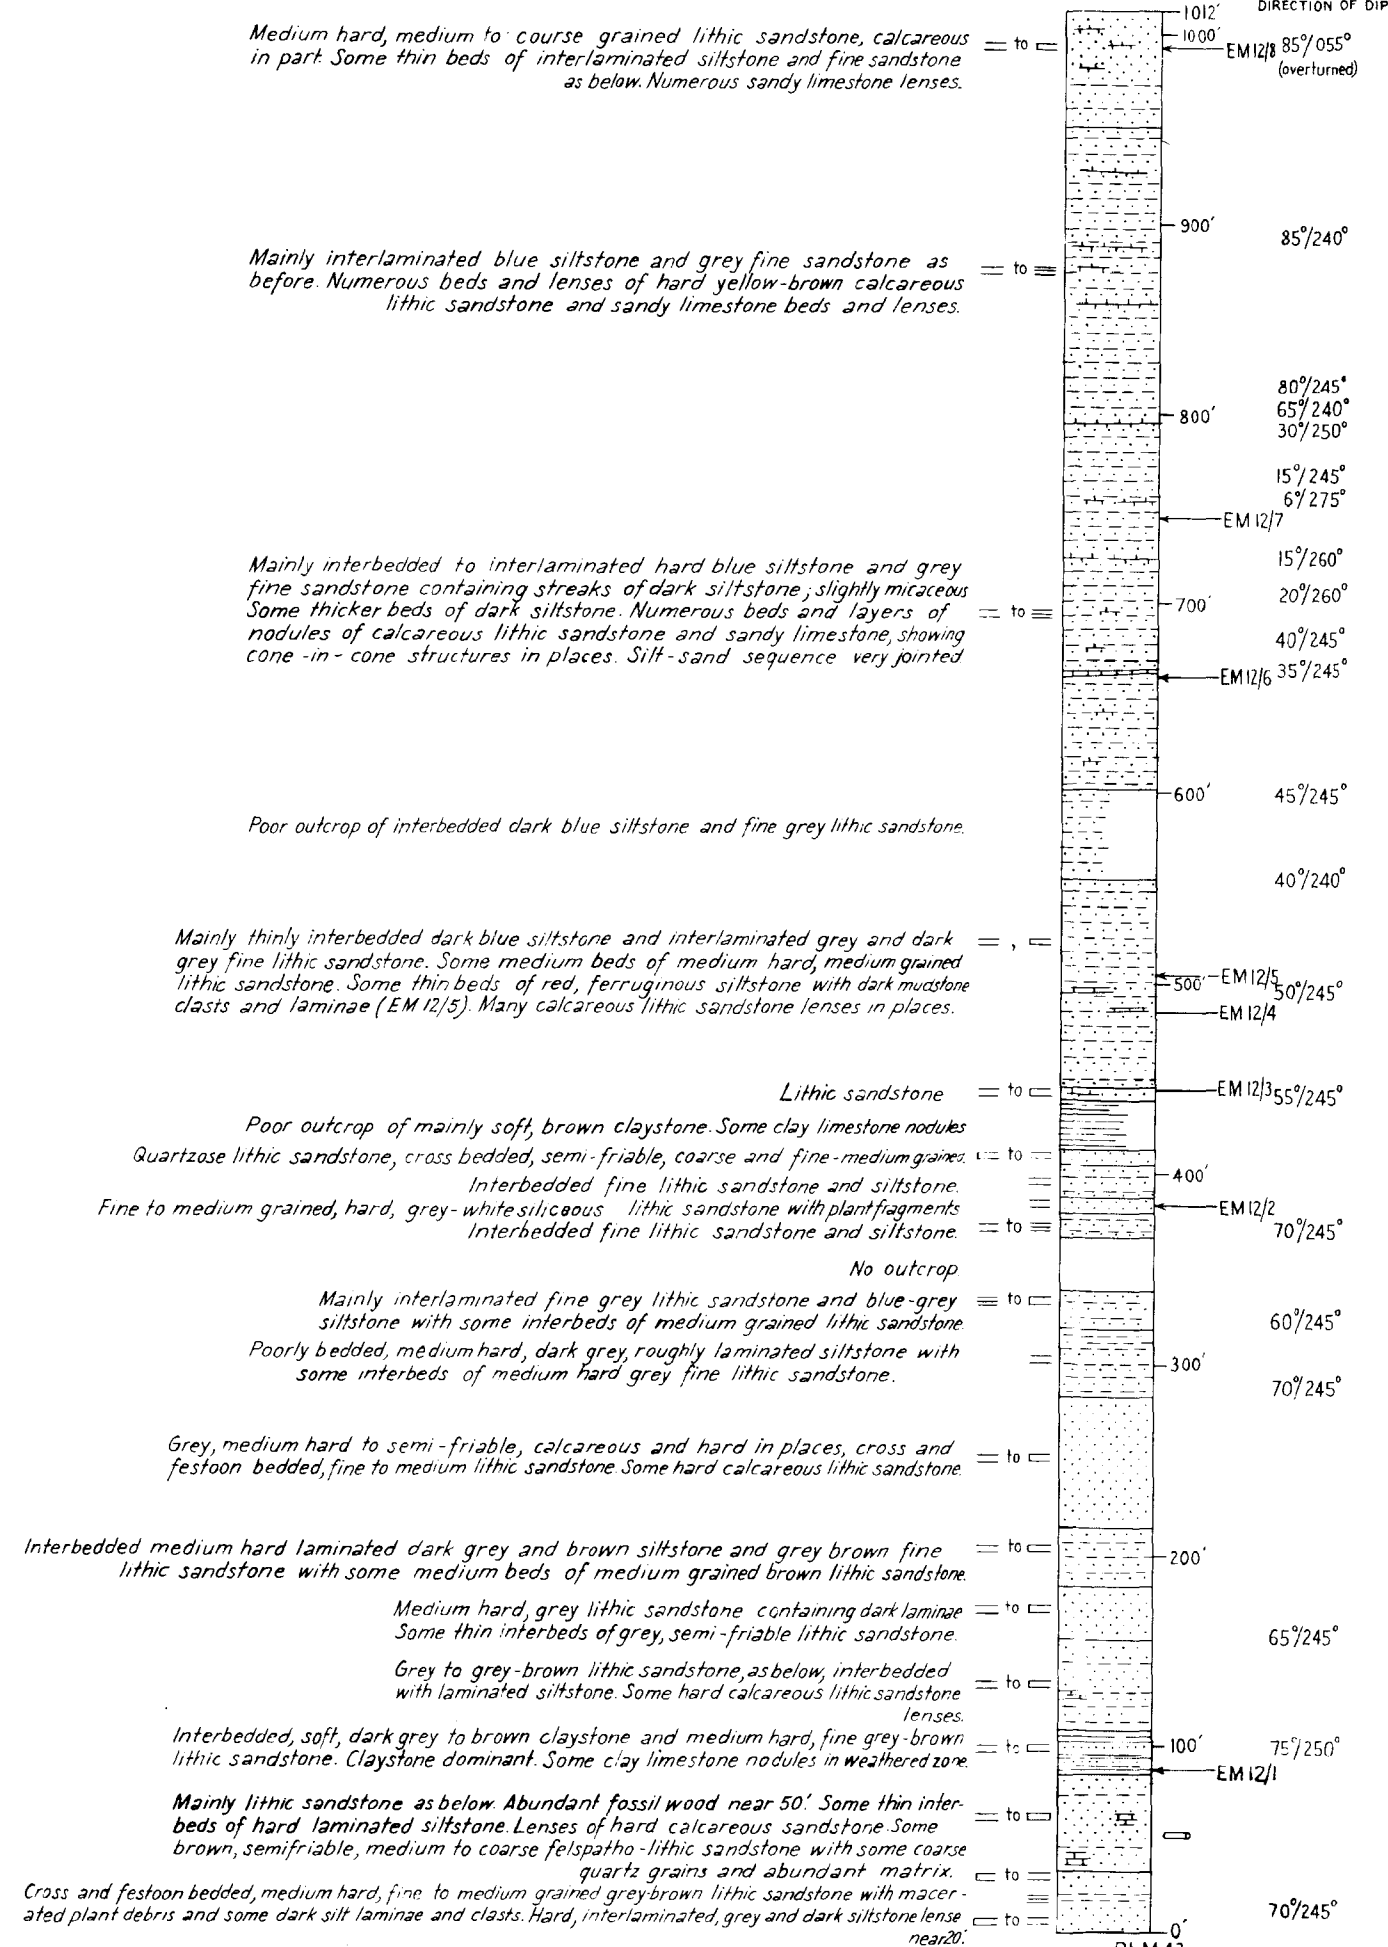 DIRECTION OF DIP
1012'
1000'
Medium hard, medium to course grained lithic sandstone, calcareous
in part. Some thin beds of interlaminated siltstone and fine sandstone
as below. Numerous sandy limestone lenses.
to
EM 12/8 85°/055°
(overturned)
900'
85°/240°
Mainly interlaminated blue siltstone and grey fine sandstone as
before. Numerous beds and lenses of hard yellow-brown calcareous
lithic sandstone and sandy limestone beds and lenses.
to
80°/245°
800'
65°/240°
30°/250°
15°/245°
6°/275°
EM 12/7
15°/260°
Mainly interbedded to interlaminated hard blue siltstone and grey
fine sandstone containing streaks of dark siltstone; slightly micaceous
Some thicker beds of dark siltstone. Numerous beds and layers of
nodules of calcareous lithic sandstone and sandy limestone, showing
cone-in-cone structures in places. Silt-sand sequence very jointed.
to
20°/260°
700'
40°/245°
EM 12/6 35°/245°
600'
45°/245°
Poor outcrop of interbedded dark blue siltstone and fine grey lithic sandstone.
40°/240°
Mainly thinly interbedded dark blue siltstone and interlaminated grey and dark
grey fine lithic sandstone. Some medium beds of medium hard, medium grained
lithic sandstone. Some thin beds of red, ferruginous siltstone with dark mudstone
clasts and laminae (EM 12/5). Many calcareous lithic sandstone lenses in places.
,
EM 12/5
500'
50°/245°
EM 12/4
Lithic sandstone
to
EM 12/3 55°/245°
Poor outcrop of mainly soft, brown claystone. Some clay limestone nodules
Quartzose lithic sandstone, cross bedded, semi-friable, coarse and fine-medium grained.
to
Interbedded fine lithic sandstone and siltstone.
400'
Fine to medium grained, hard, grey-white siliceous lithic sandstone with plant fragments
EM 12/2
Interbedded fine lithic sandstone and siltstone.
to
70°/245°
No outcrop.
Mainly interlaminated fine grey lithic sandstone and blue-grey
siltstone with some interbeds of medium grained lithic sandstone.
to
60°/245°
Poorly bedded, medium hard, dark grey, roughly laminated siltstone with
some interbeds of medium hard grey fine lithic sandstone.
300'
70°/245°
Grey, medium hard to semi-friable, calcareous and hard in places, cross and
festoon bedded, fine to medium lithic sandstone. Some hard calcareous lithic sandstone.
to
Interbedded medium hard laminated dark grey and brown siltstone and grey brown fine
lithic sandstone with some medium beds of medium grained brown lithic sandstone.
to
200'
Medium hard, grey lithic sandstone containing dark laminae
Some thin interbeds of grey, semi-friable lithic sandstone.
to
65°/245°
Grey to grey-brown lithic sandstone, as below, interbedded
with laminated siltstone. Some hard calcareous lithic sandstone
lenses.
to
Interbedded, soft, dark grey to brown claystone and medium hard, fine grey-brown
lithic sandstone. Claystone dominant. Some clay limestone nodules in weathered zone.
to
100'
75°/250°
EM 12/1
Mainly lithic sandstone as below. Abundant fossil wood near 50'. Some thin inter-
beds of hard laminated siltstone. Lenses of hard calcareous sandstone. Some
brown, semifriable, medium to coarse felspatho-lithic sandstone with some coarse
quartz grains and abundant matrix.
to
to
Cross and festoon bedded, medium hard, fine to medium grained grey-brown lithic sandstone with macer-
ated plant debris and some dark silt laminae and clasts. Hard, interlaminated, grey and dark siltstone lense
near 20'.
to
70°/245°
0'